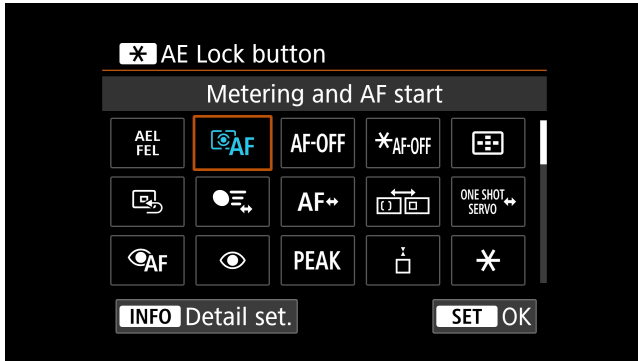 * AE Lock button
Metering and AF start
AEL FEL AF AF-OFF * AF-OFF
AF ONE SHOT SERVO
AF PEAK *
INFO Detail set. SET OK